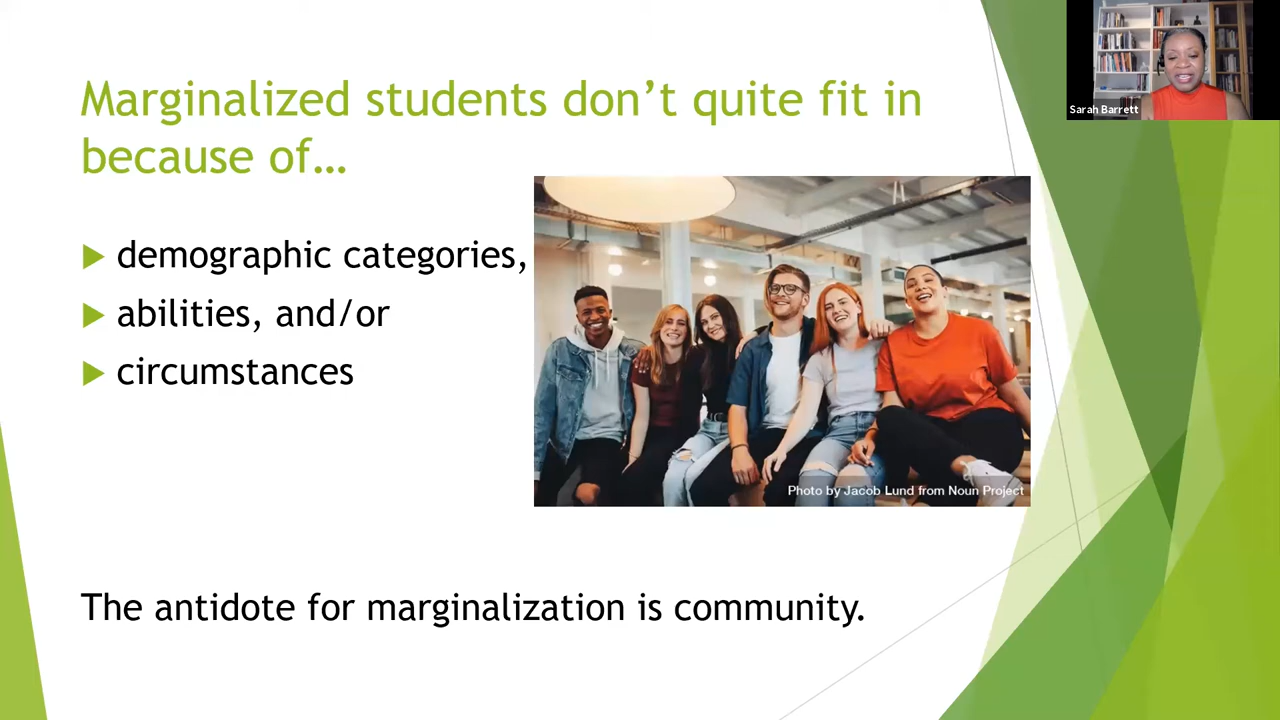 Marginalized students don’t quite fit in
because of…
demographic categories,
abilities, and/or
circumstances
Photo by Jacob Lund from Noun Project
The antidote for marginalization is community.
Sarah Barrett